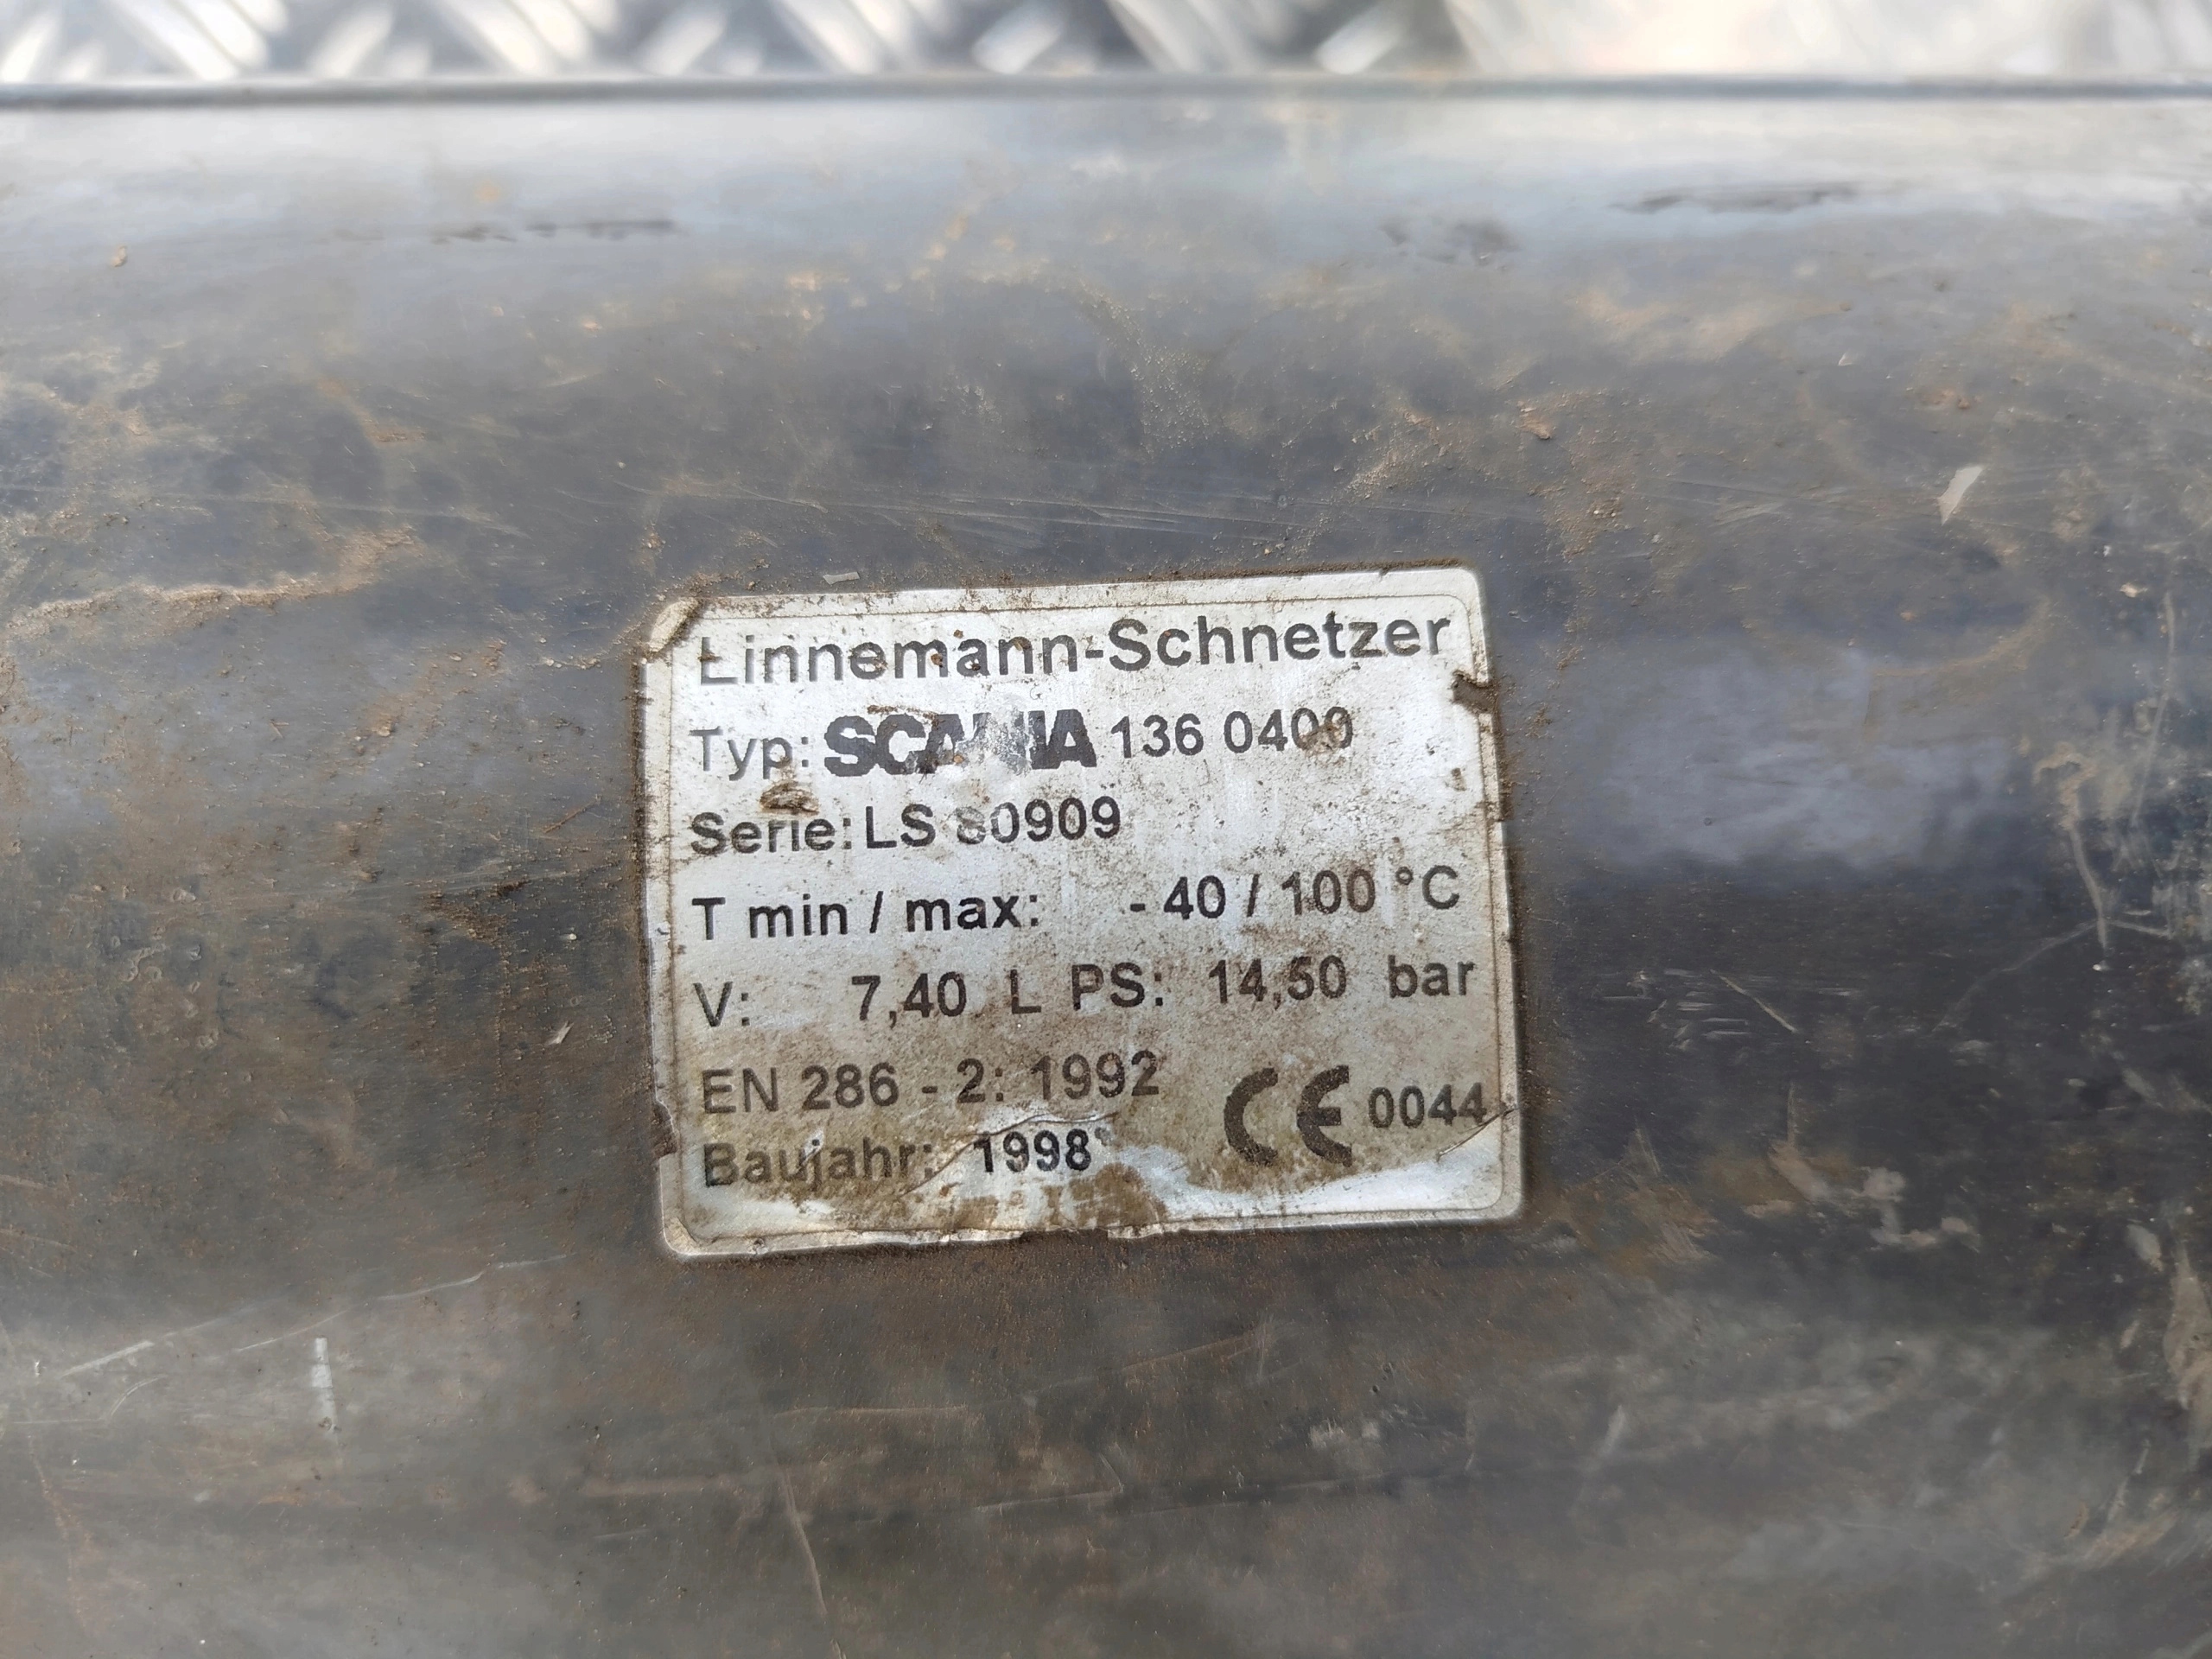 Linnemann-Schnetzer
Typ: SCANIA 136 0400
Serie: LS 80909
T min / max: - 40 / 100 °C
V: 7,40 L PS: 14,50 bar
EN 286 - 2: 1992 CE 0044
Baujahr: 1998